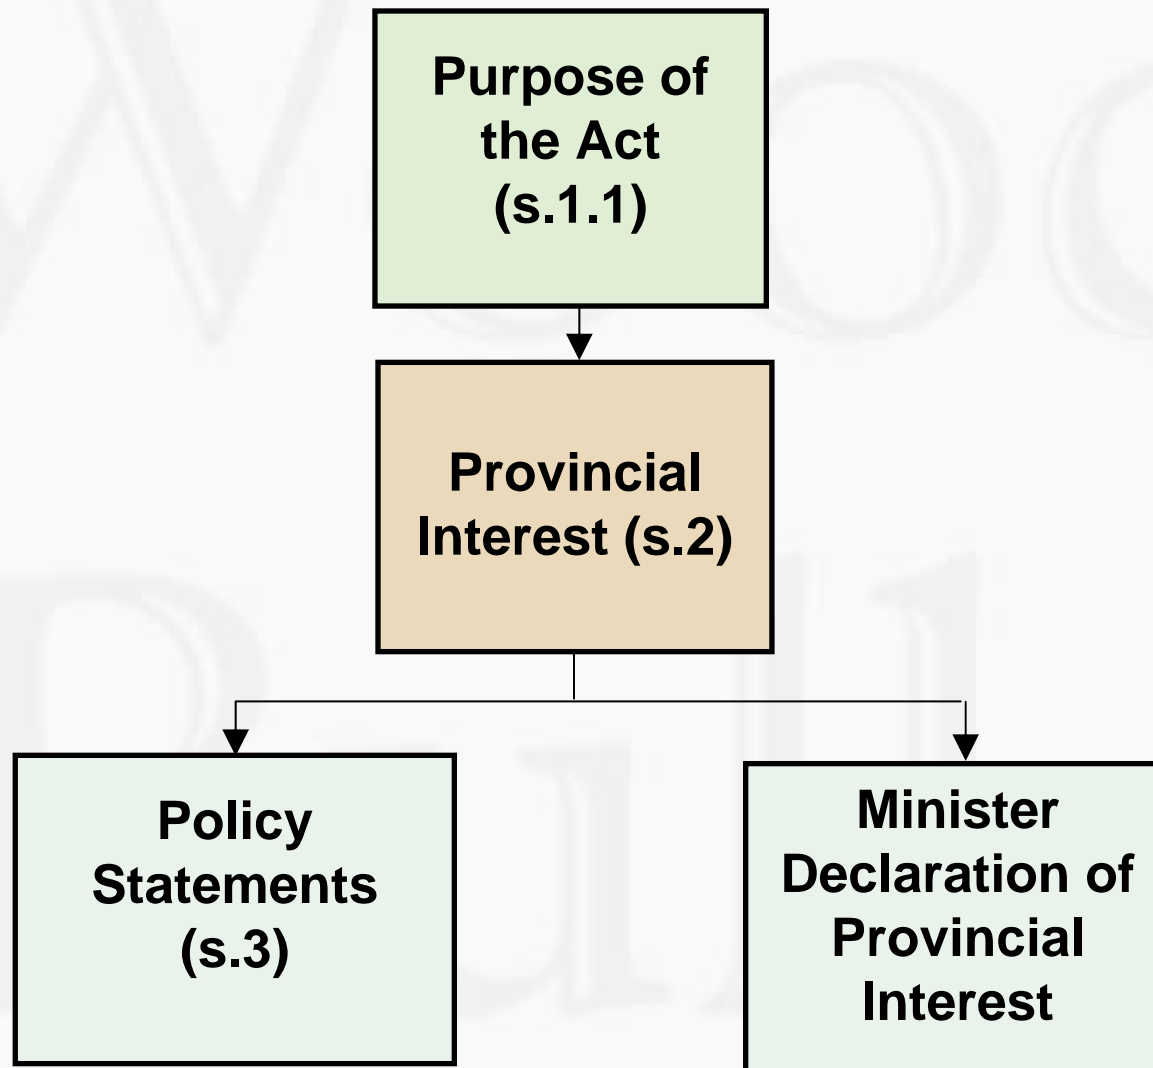 Purpose of
the Act
(s.1.1)
Provincial
Interest (s.2)
Policy
Statements
(s.3)
Minister
Declaration of
Provincial
Interest